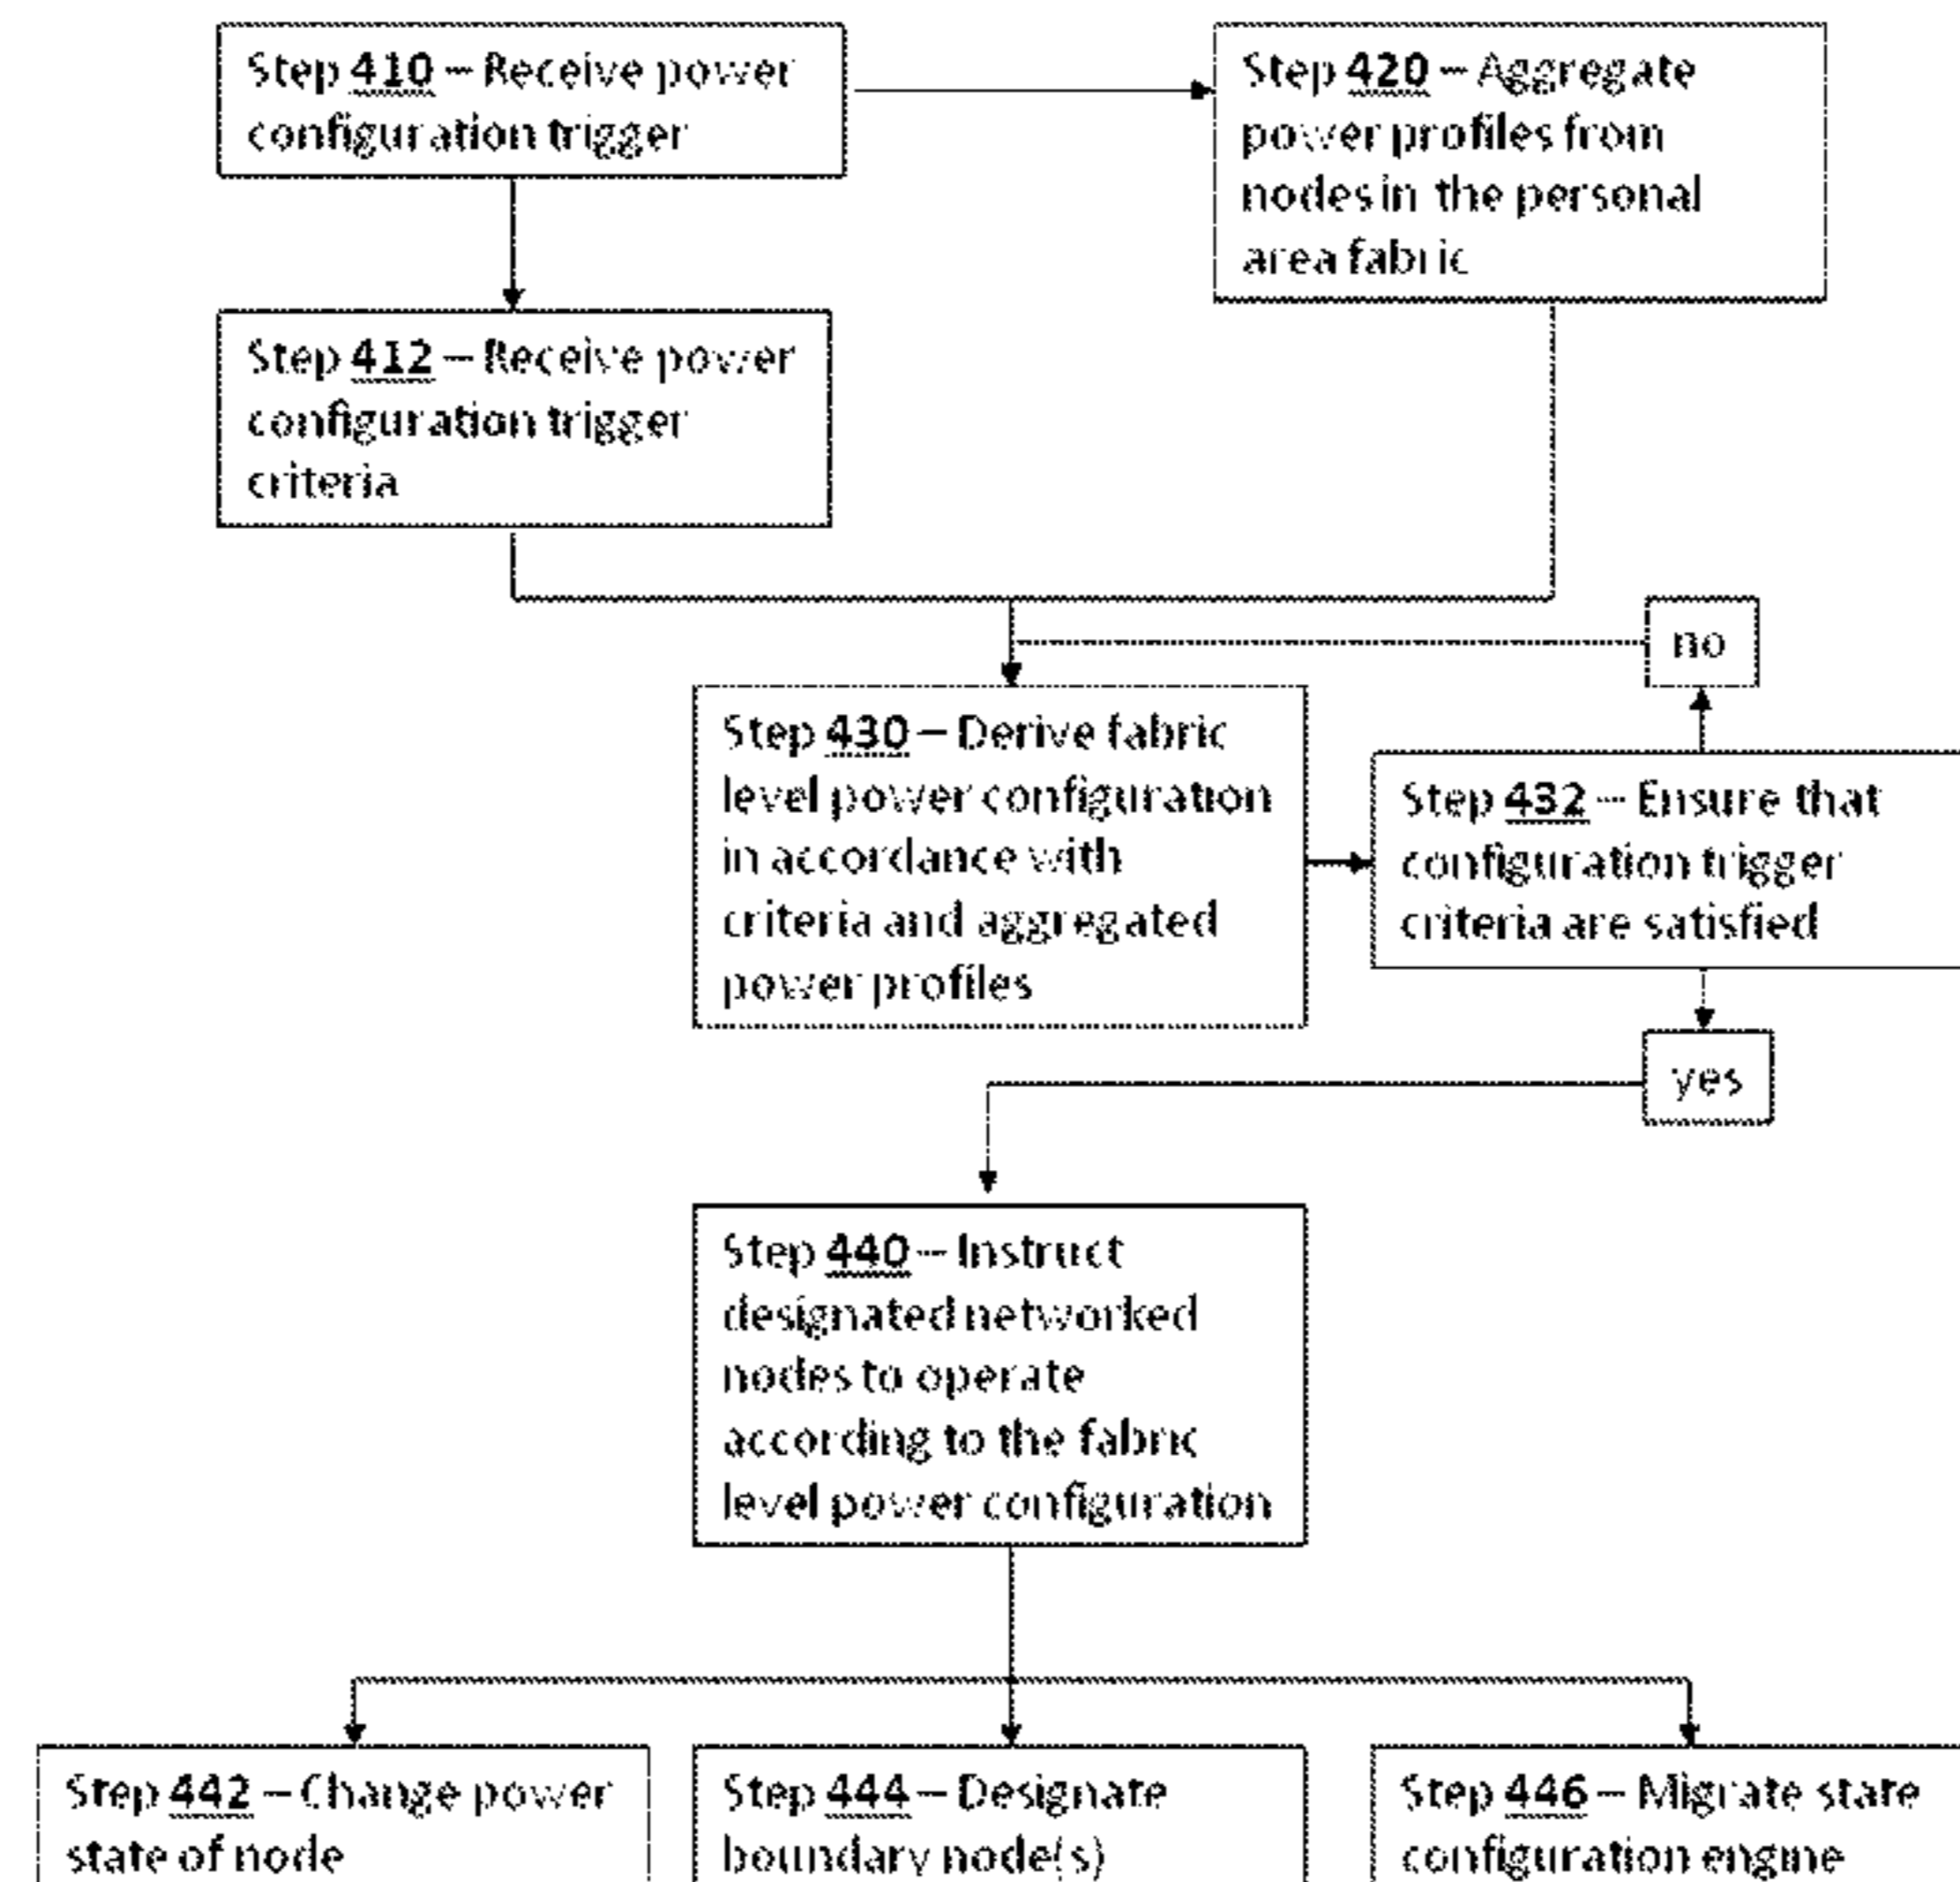 Step 410 – Receive power
configuration trigger
Step 420 – Aggregate
power profiles from
nodes in the personal
area fabric
Step 412 – Receive power
configuration trigger
criteria
no
Step 430 – Derive fabric
level power configuration
in accordance with
criteria and aggregated
power profiles
Step 432 – Ensure that
configuration trigger
criteria are satisfied
yes
Step 440 – Instruct
designated networked
nodes to operate
according to the fabric
level power configuration
Step 442 – Change power
state of node
Step 444 – Designate
boundary node(s)
Step 446 – Migrate state
configuration engine